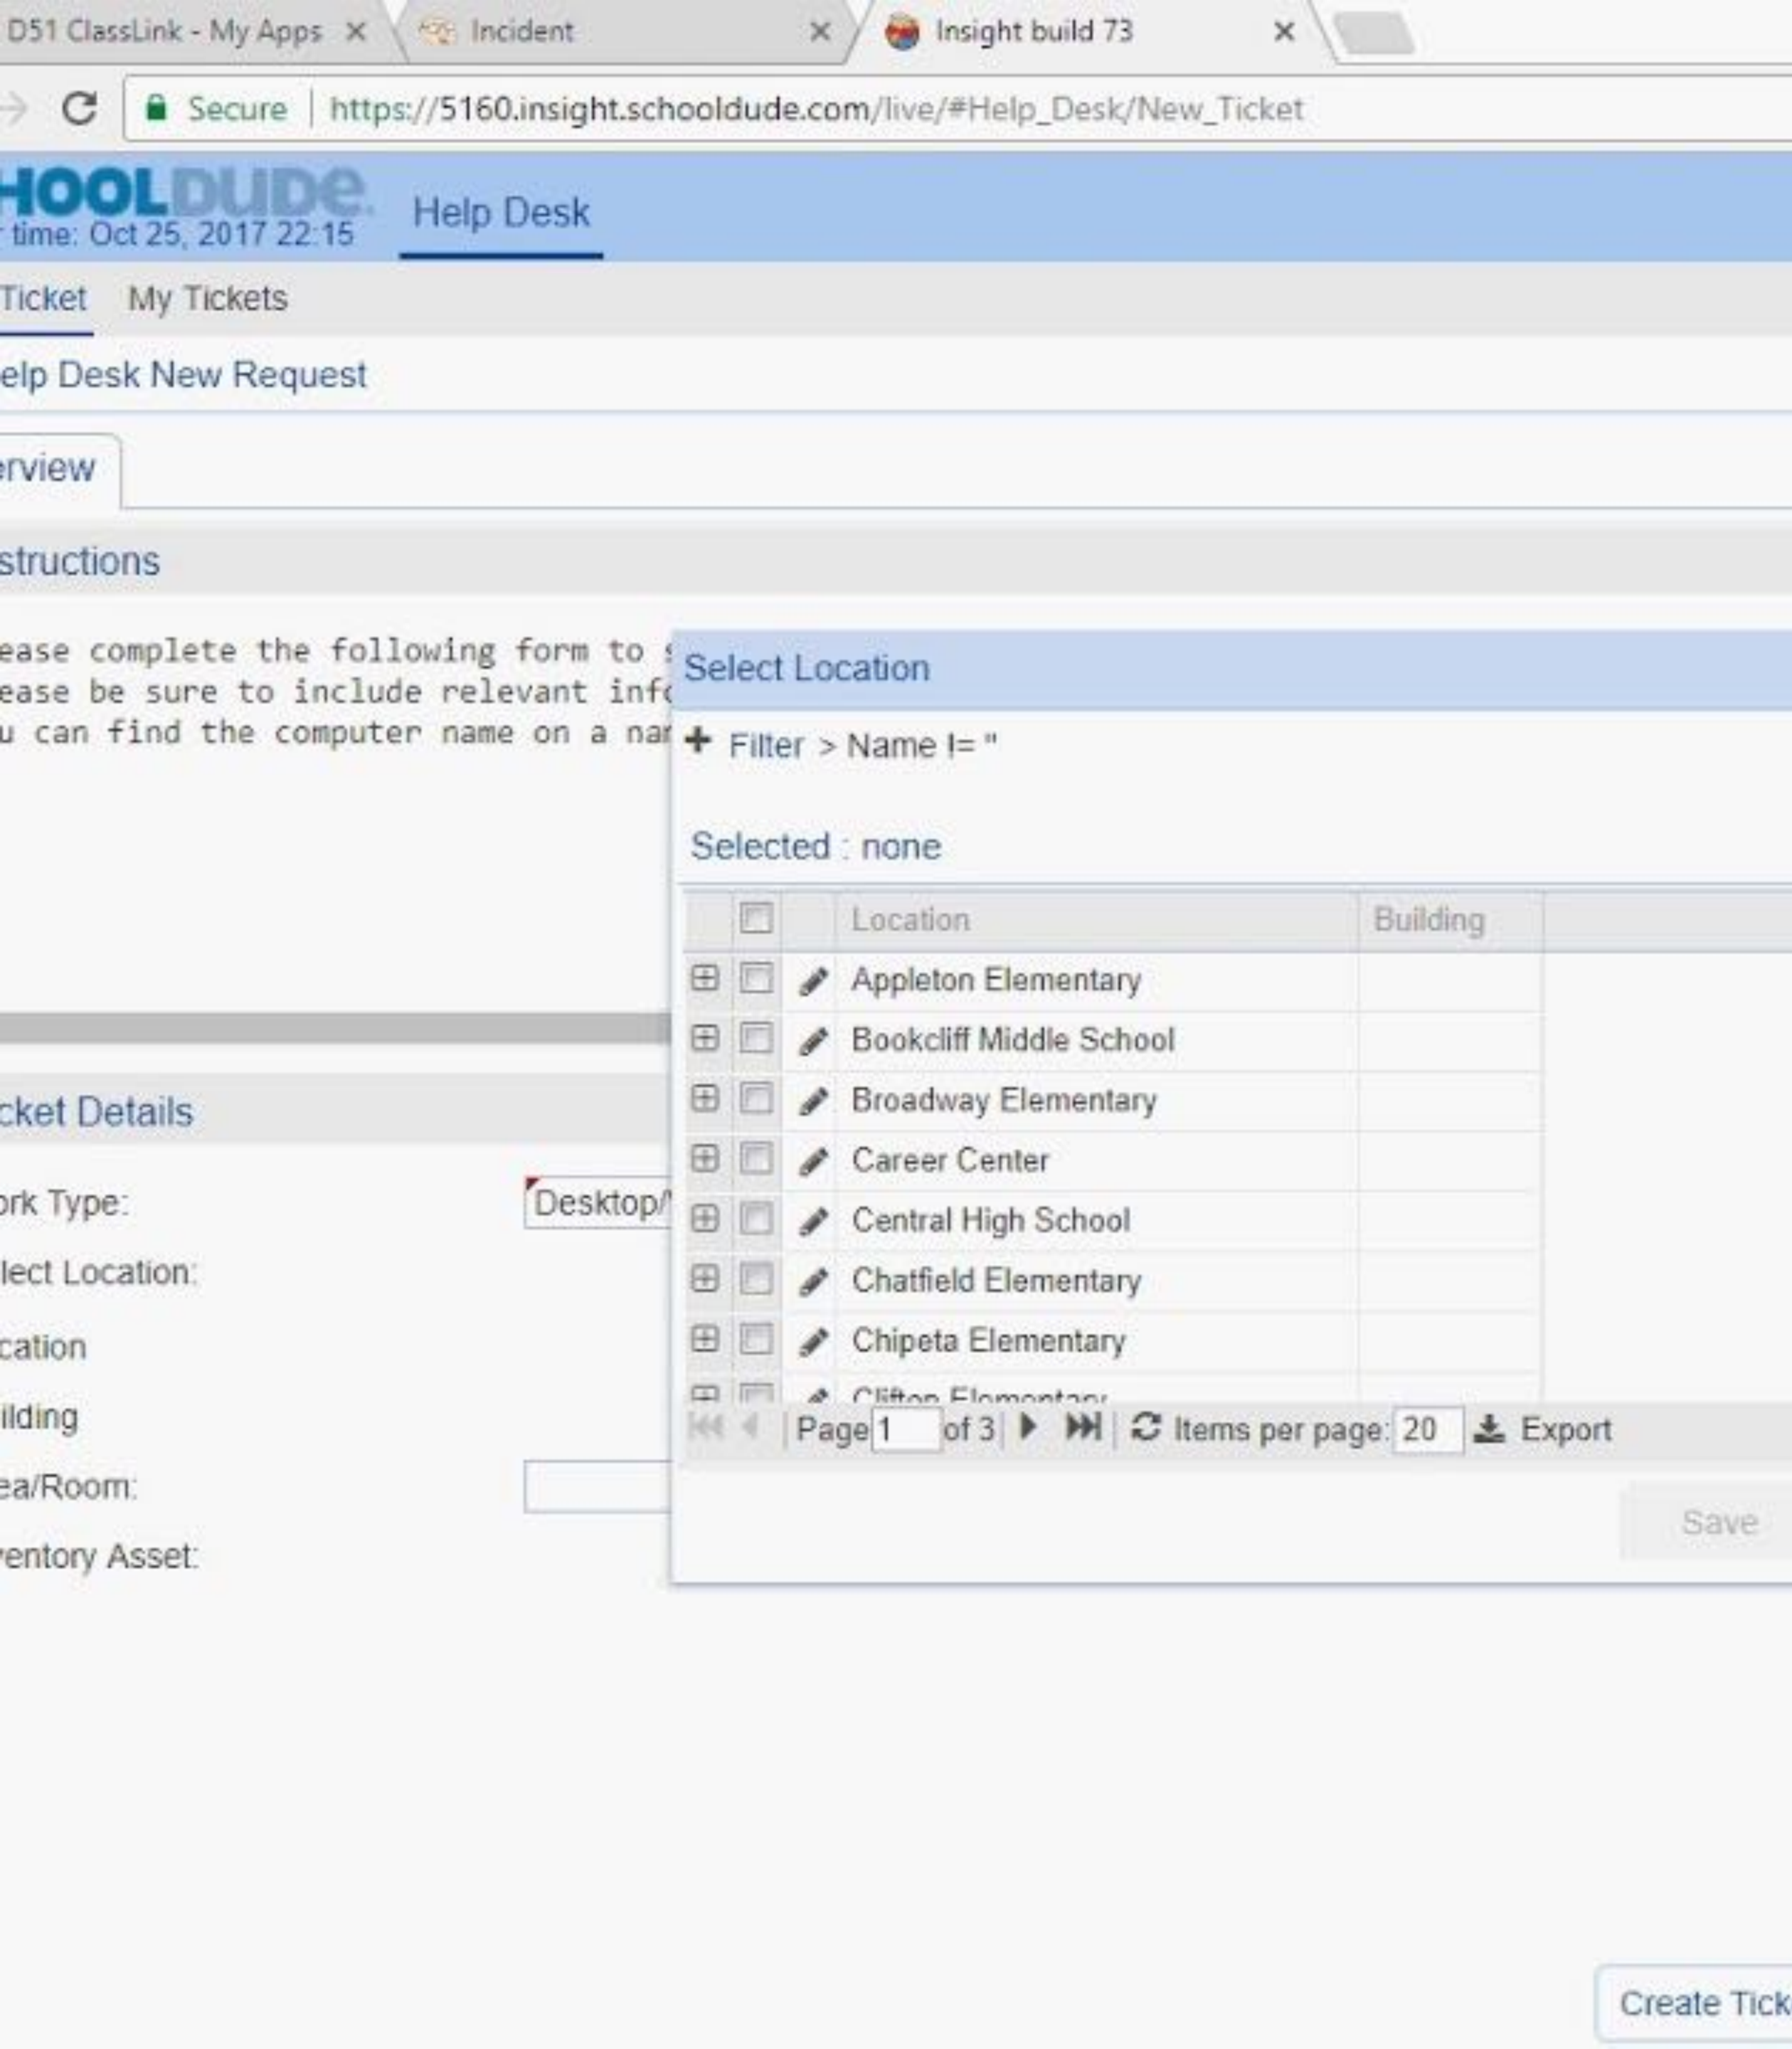 D51 ClassLink - My Apps
Incident
Insight build 73
Secure https://5160.insight.schooldude.com/live/#Help_Desk/New_Ticket
HOOLDUDE.
time: Oct 25, 2017 22:15
Help Desk
Ticket My Tickets
elp Desk New Request
erview
structions
ease complete the following form to s
ease be sure to include relevant info
u can find the computer name on a nam
Select Location
+ Filter > Name != ''
Selected : none
Location Building
Appleton Elementary
Bookcliff Middle School
Broadway Elementary
Career Center
Central High School
Chatfield Elementary
Chipeta Elementary
Clifton Elementary
Page 1 of 3 Items per page: 20 Export
Save
cket Details
ork Type: Desktop/
lect Location:
cation
ilding
ea/Room:
ventory Asset:
Create Tick